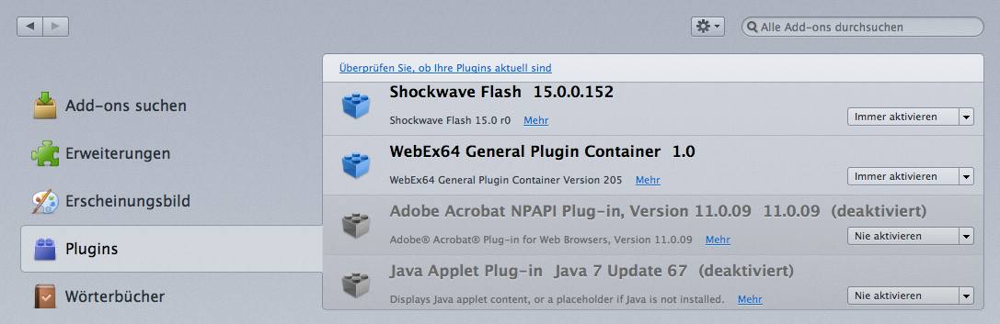 Alle Add-ons durchsuchen
Überprüfen Sie, ob Ihre Plugins aktuell sind
Add-ons suchen
Erweiterungen
Erscheinungsbild
Plugins
Wörterbücher
Shockwave Flash 15.0.0.152
Shockwave Flash 15.0 r0 Mehr
Immer aktivieren
WebEx64 General Plugin Container 1.0
WebEx64 General Plugin Container Version 205 Mehr
Immer aktivieren
Adobe Acrobat NPAPI Plug-in, Version 11.0.09 11.0.09 (deaktiviert)
Adobe® Acrobat® Plug-in for Web Browsers, Version 11.0.09 Mehr
Nie aktivieren
Java Applet Plug-in Java 7 Update 67 (deaktiviert)
Displays Java applet content, or a placeholder if Java is not installed. Mehr
Nie aktivieren